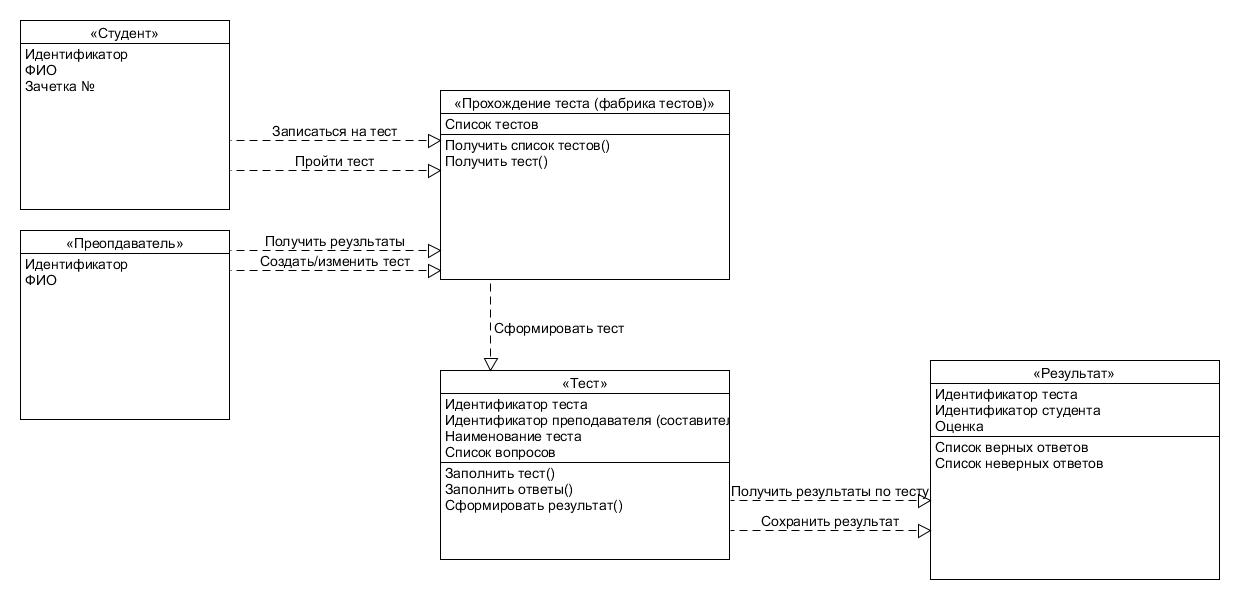 «Студент»
Идентификатор
ФИО
Зачетка №
«Прохождение теста (фабрика тестов)»
Список тестов
Получить список тестов()
Получить тест()
Записаться на тест
Пройти тест
«Преопдаватель»
Идентификатор
ФИО
Получить реузльтаты
Создать/изменить тест
Сформировать тест
«Тест»
Идентификатор теста
Идентификатор преподавателя (составител
Наименование теста
Список вопросов
Заполнить тест()
Заполнить ответы()
Сформировать результат()
Получить результаты по тесту
Сохранить результат
«Результат»
Идентификатор теста
Идентификатор студента
Оценка
Список верных ответов
Список неверных ответов